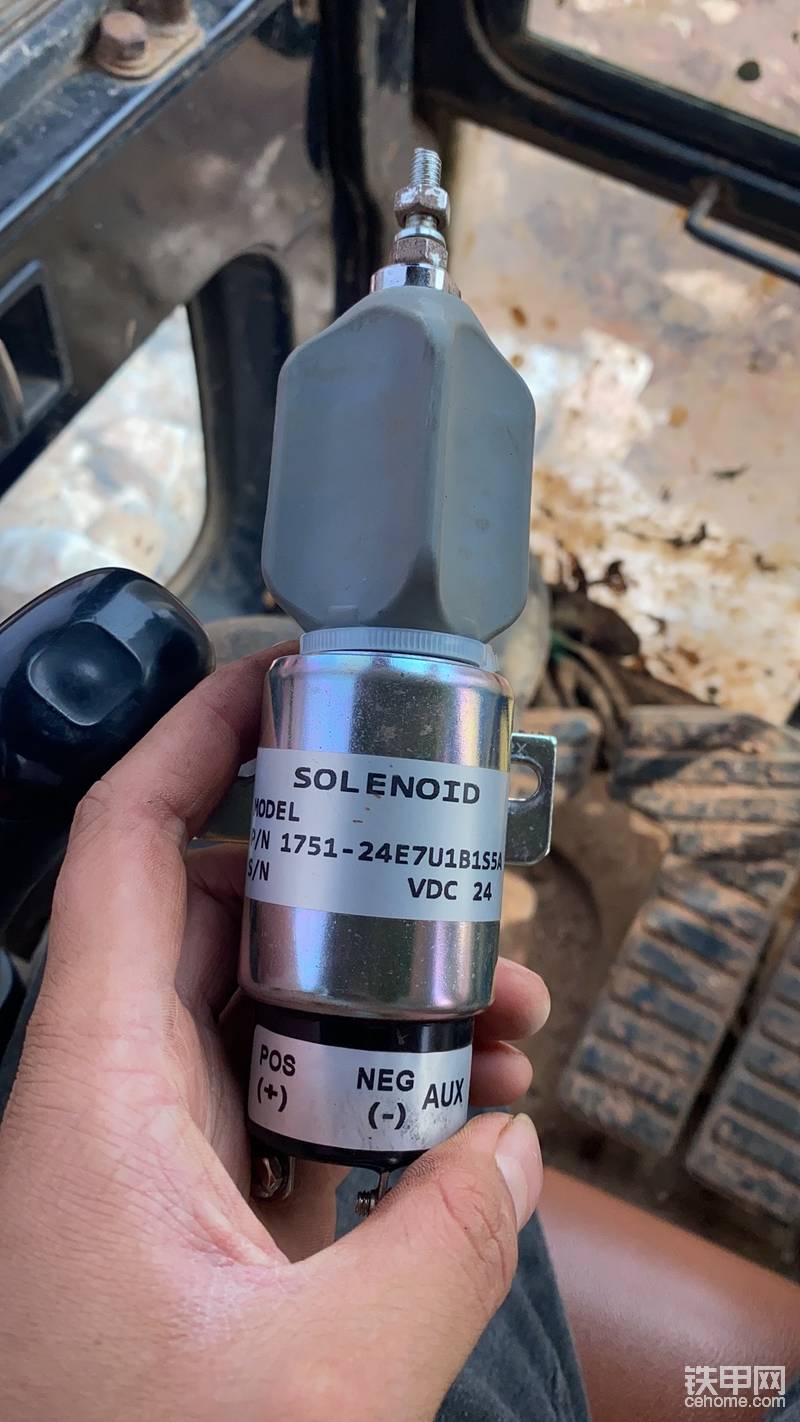 SOLENOID
MODEL
P/N 1751-24E7U1B1S5A
S/N
VDC 24
POS
(+)
NEG
(-)
AUX
铁甲网
cehome.com